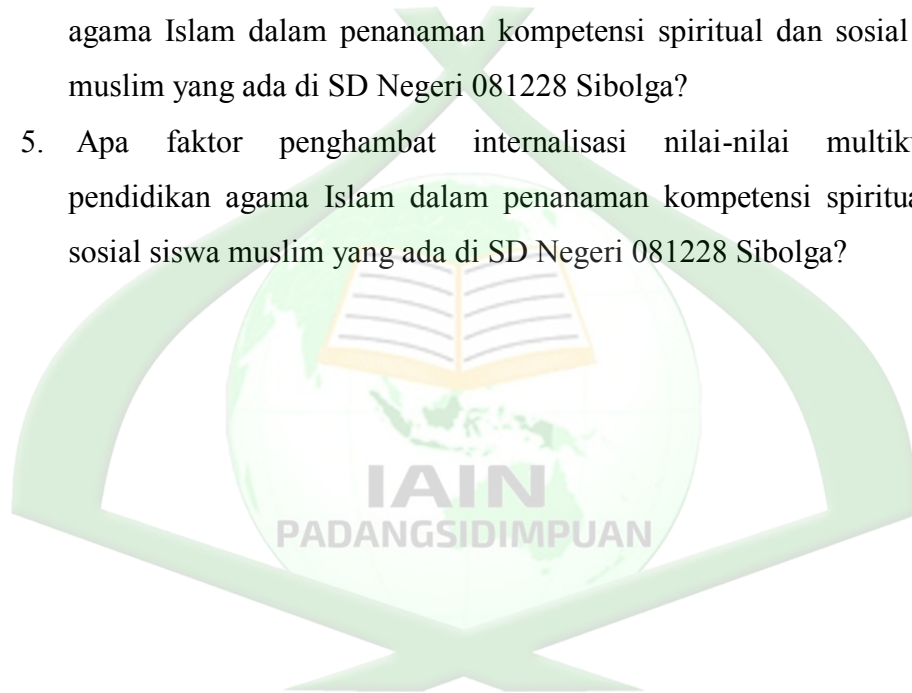 agama Islam dalam penanaman kompetensi spiritual dan sosial
muslim yang ada di SD Negeri 081228 Sibolga?
5. Apa faktor penghambat internalisasi nilai-nilai
pendidikan agama Islam dalam penanaman kompetensi
sosial siswa muslim yang ada di SD Negeri 081228 Sibolga?
IAIN
PADANGSIDIMPUAN